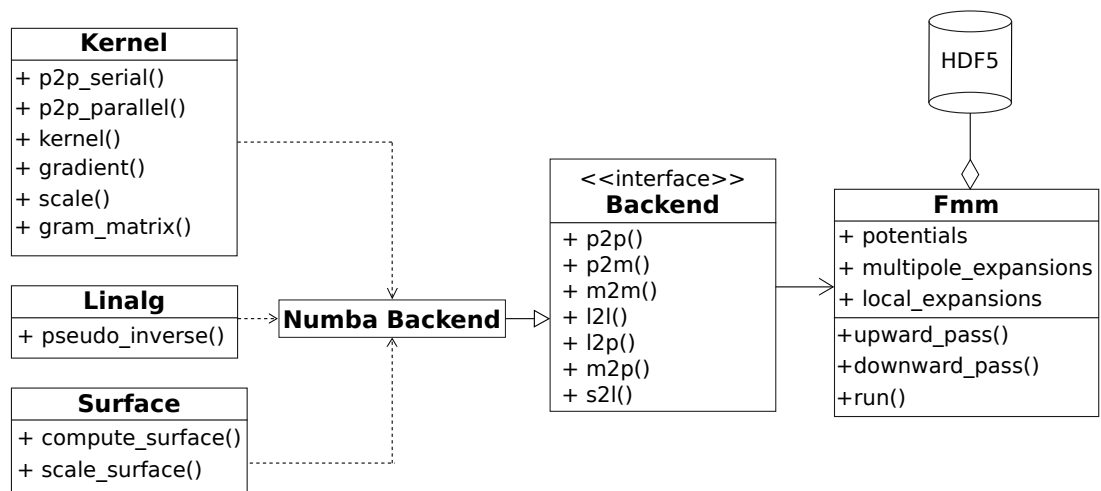 Kernel
+ p2p_serial()
+ p2p_parallel()
+ kernel()
+ gradient()
+ scale()
+ gram_matrix()
Linalg
+ pseudo_inverse()
Surface
+ compute_surface()
+ scale_surface()
Numba Backend
<<interface>>
Backend
+ p2p()
+ p2m()
+ m2m()
+ l2l()
+ l2p()
+ m2p()
+ s2l()
HDF5
Fmm
+ potentials
+ multipole_expansions
+ local_expansions
+upward_pass()
+downward_pass()
+run()